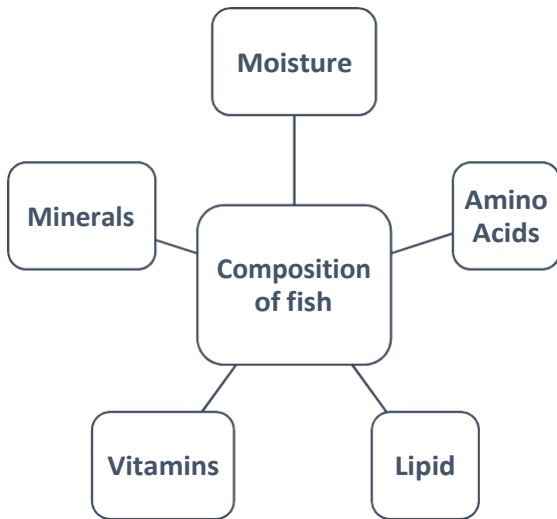 Moisture
Minerals
Amino
Acids
Composition
of fish
Vitamins
Lipid